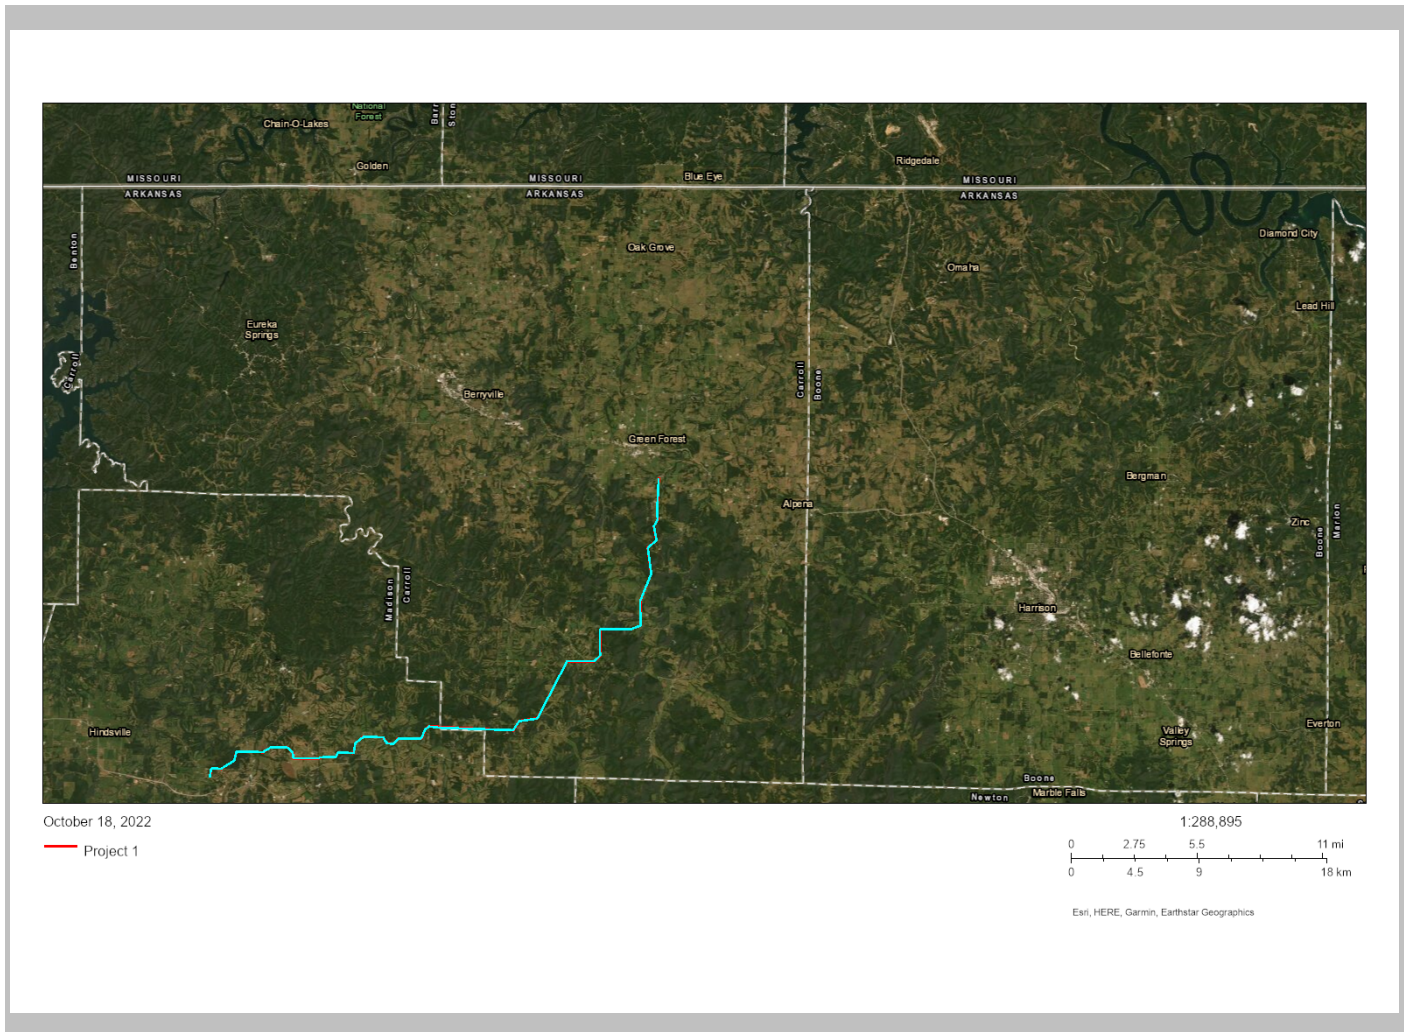 National
Forest
Chain-O-Lakes
Barr
Ston
Golden
Ridgedale
Blue Eye
MISSOURI
ARKANSAS
MISSOURI
ARKANSAS
MISSOURI
ARKANSAS
Benton
Carroll
Oak Grove
Diamond City
Omaha
Lead Hill
Eureka
Springs
Berryville
Carroll
Boone
Green Forest
Bergman
Alpena
Zinc
Boone
Marion
Madison
Carroll
Harrison
Bellefonte
Hindsville
Everton
Valley
Springs
Boone
Newton
Marble Falls
October 18, 2022
Project 1
1:288,895
0 2.75 5.5 11 mi
0 4.5 9 18 km
Esri, HERE, Garmin, Earthstar Geographics